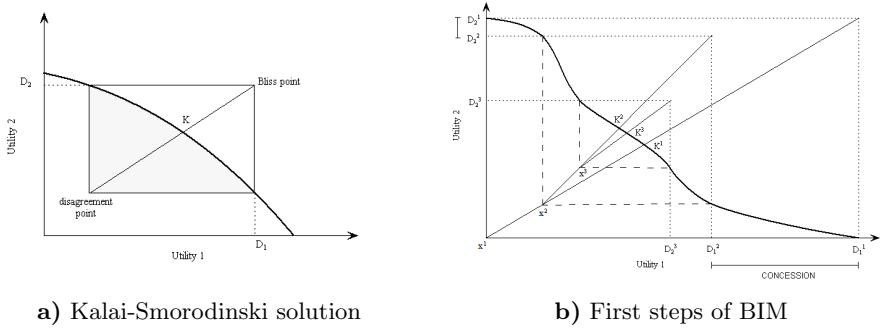 D₂
Utility 2
Bliss point
K
disagreement
point
D₁
Utility 1
a) Kalai-Smorodinski solution
D₂¹
D₂²
D₂³
Utility 2
K²
K³
K¹
x³
x²
x¹
Utility 1
D₂³
D₁²
D₁¹
CONCESSION
b) First steps of BIM